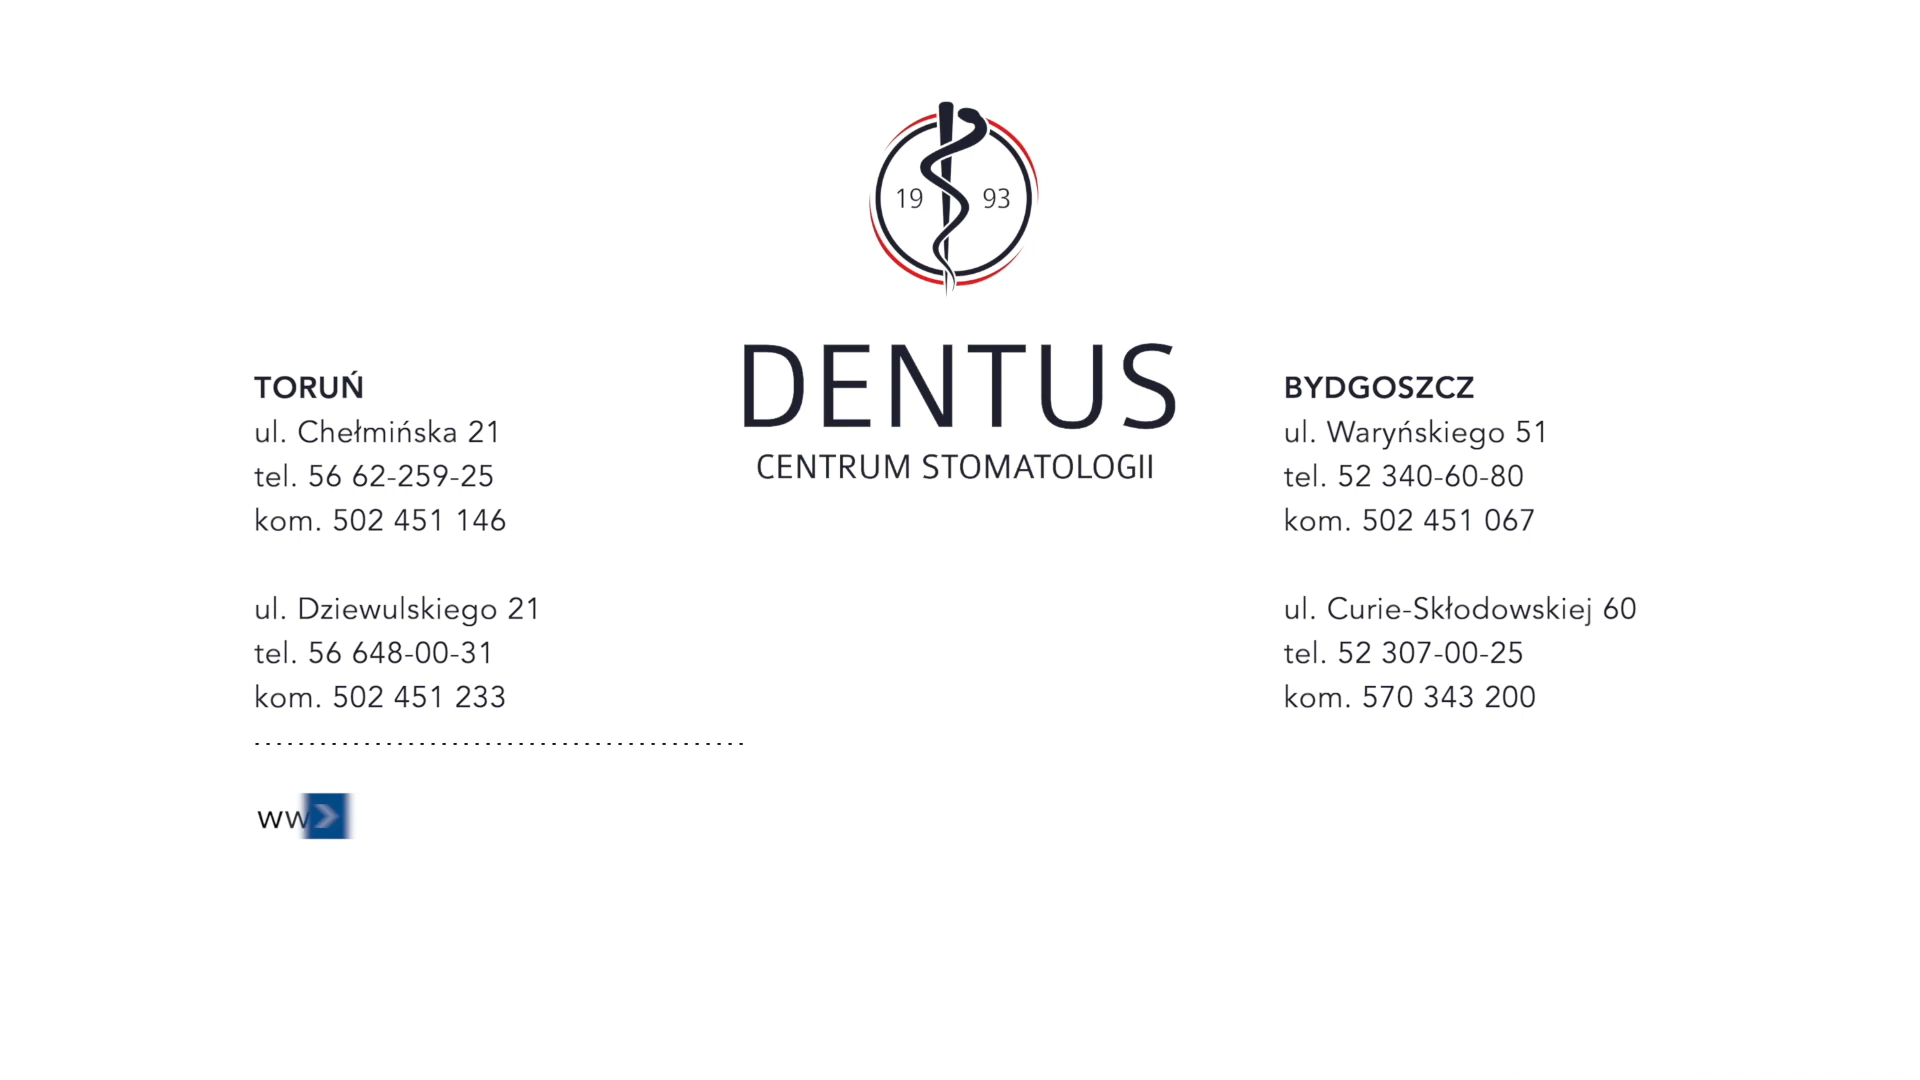 19 93
DENTUS
CENTRUM STOMATOLOGII
TORUŃ
ul. Chełmińska 21
tel. 56 62-259-25
kom. 502 451 146
ul. Dziewulskiego 21
tel. 56 648-00-31
kom. 502 451 233
BYDGOSZCZ
ul. Waryńskiego 51
tel. 52 340-60-80
kom. 502 451 067
ul. Curie-Skłodowskiej 60
tel. 52 307-00-25
kom. 570 343 200
ww